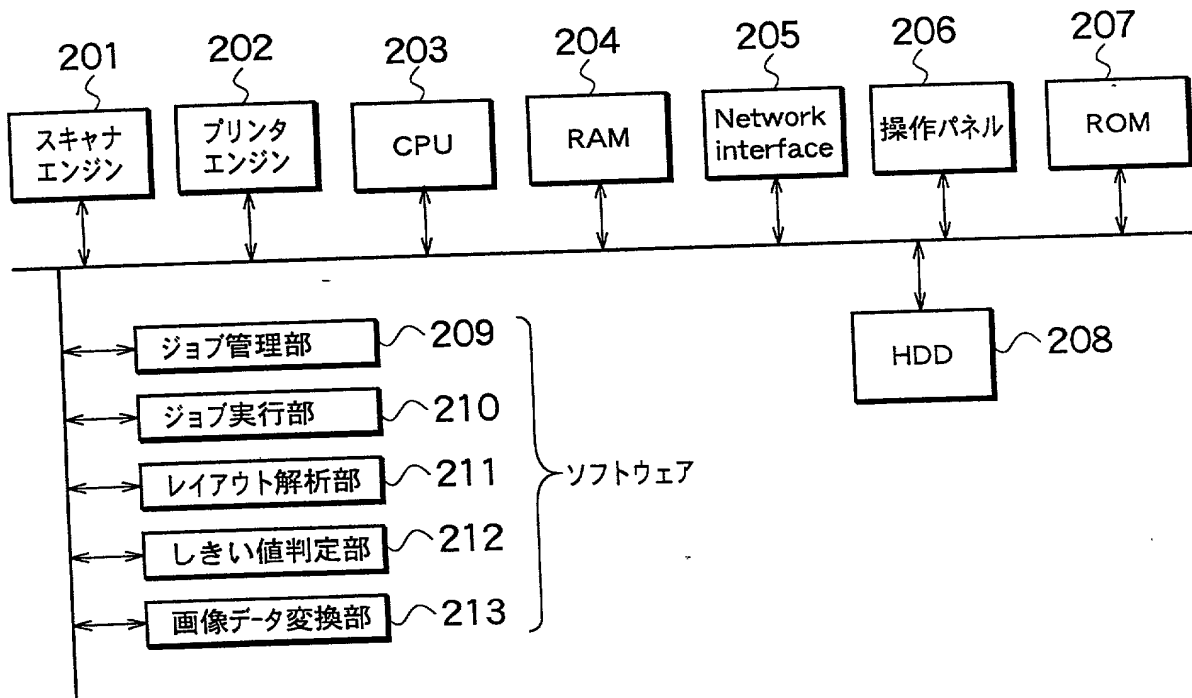 201
202
203
204
205
206
207
スキャナ
エンジン
プリンタ
エンジン
CPU
RAM
Network
interface
操作パネル
ROM
ジョブ管理部
209
HDD
208
ジョブ実行部
210
レイアウト解析部
211
ソフトウェア
しきい値判定部
212
画像データ変換部
213